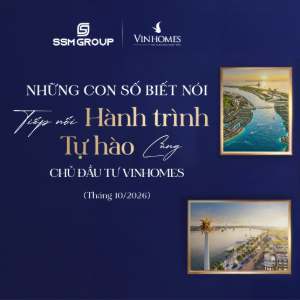 SSM GROUP
VINHOMES
NHỮNG CON SỐ BIẾT NÓI
Tiếp nối Hành trình
Tự hào Cùng
CHỦ ĐẦU TƯ VINHOMES
(Tháng 10/2026)